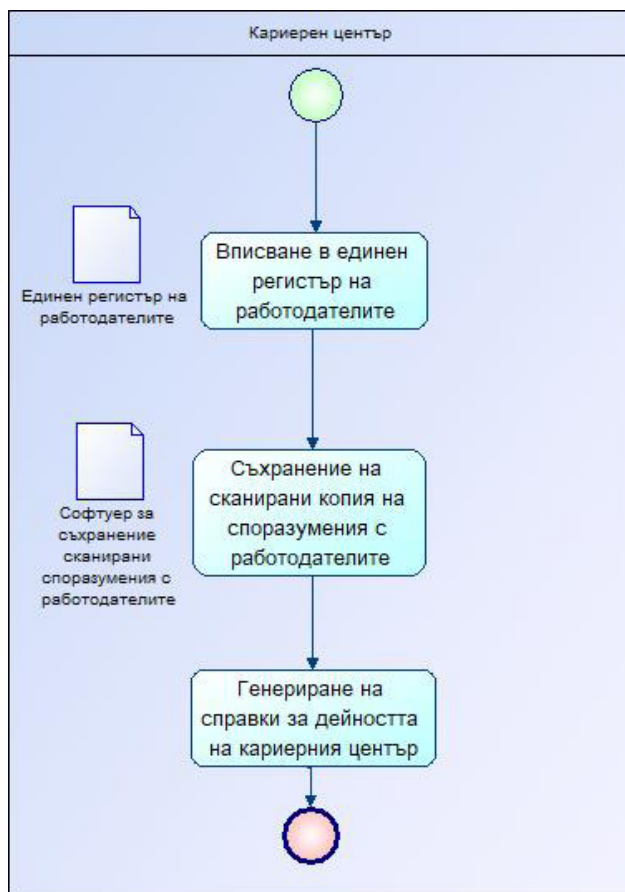 Кариерен център
Вписване в единен
регистър на
работодателите
Единен регистър на
работодателите
Съхранение на
сканирани копия на
споразумения с
работодателите
Софтуер за
съхранение
сканирани
споразумения с
работодателите
Генериране на
справки за дейността
на кариерния център